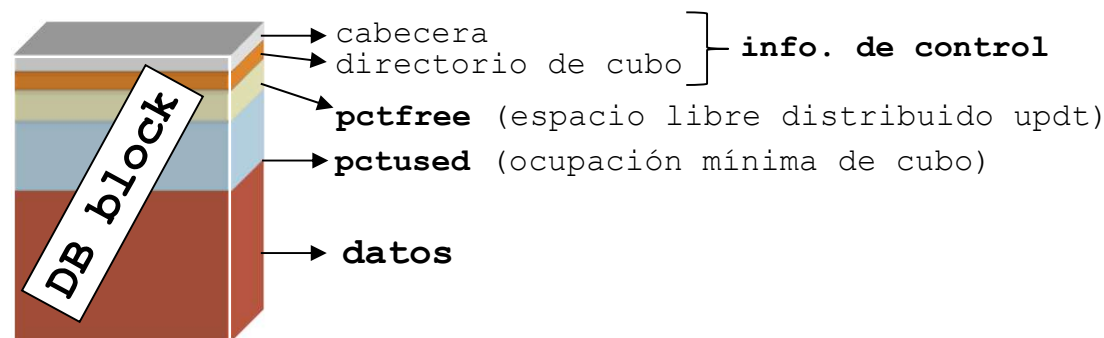 cabecera
directorio de cubo
info. de control
pctfree (espacio libre distribuido updt)
pctused (ocupación mínima de cubo)
datos
DB block